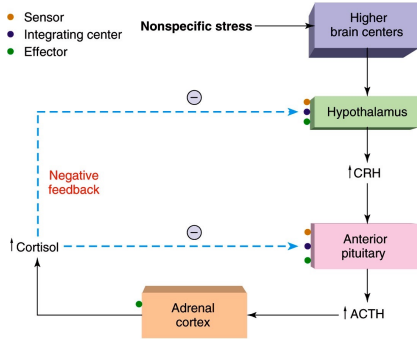 Sensor
Integrating center
Effector
Nonspecific stress
Higher
brain centers
−
Hypothalamus
Negative
feedback
↑CRH
−
↑Cortisol
Anterior
pituitary
Adrenal
cortex
↑ACTH